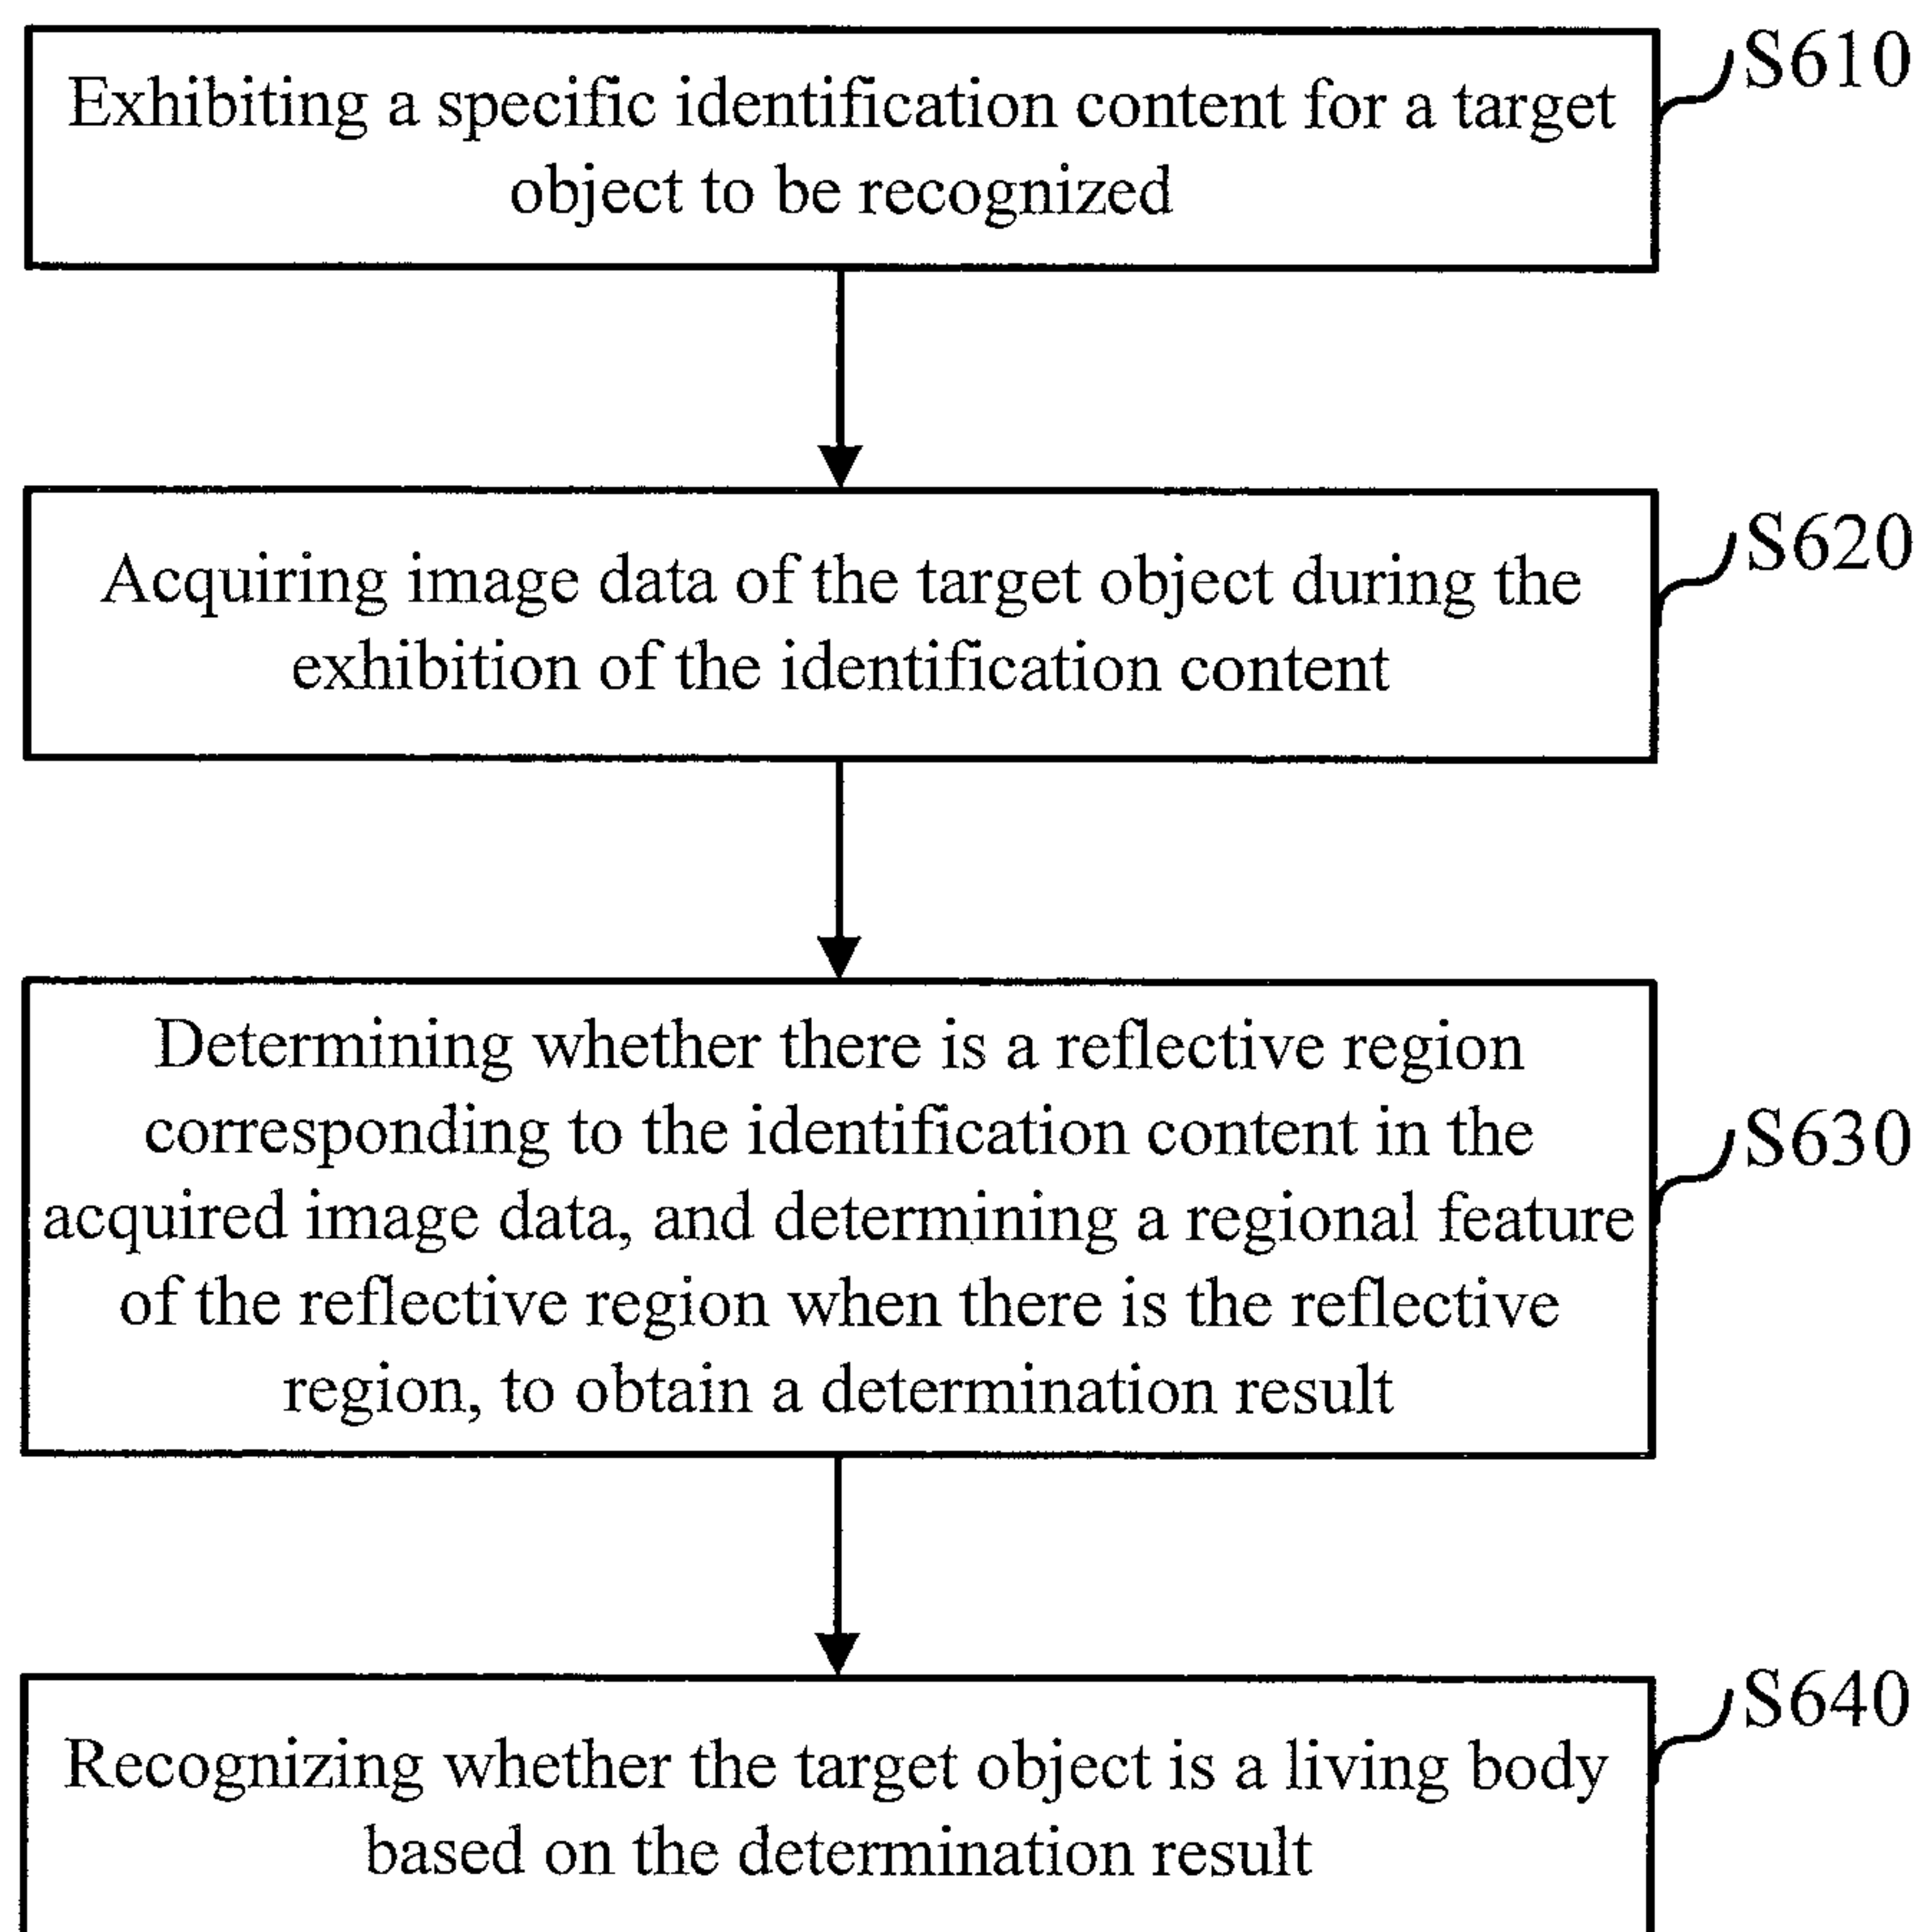 Exhibiting a specific identification content for a target
object to be recognized
S610
Acquiring image data of the target object during the
exhibition of the identification content
S620
Determining whether there is a reflective region
corresponding to the identification content in the
acquired image data, and determining a regional feature
of the reflective region when there is the reflective
region, to obtain a determination result
S630
Recognizing whether the target object is a living body
based on the determination result
S640